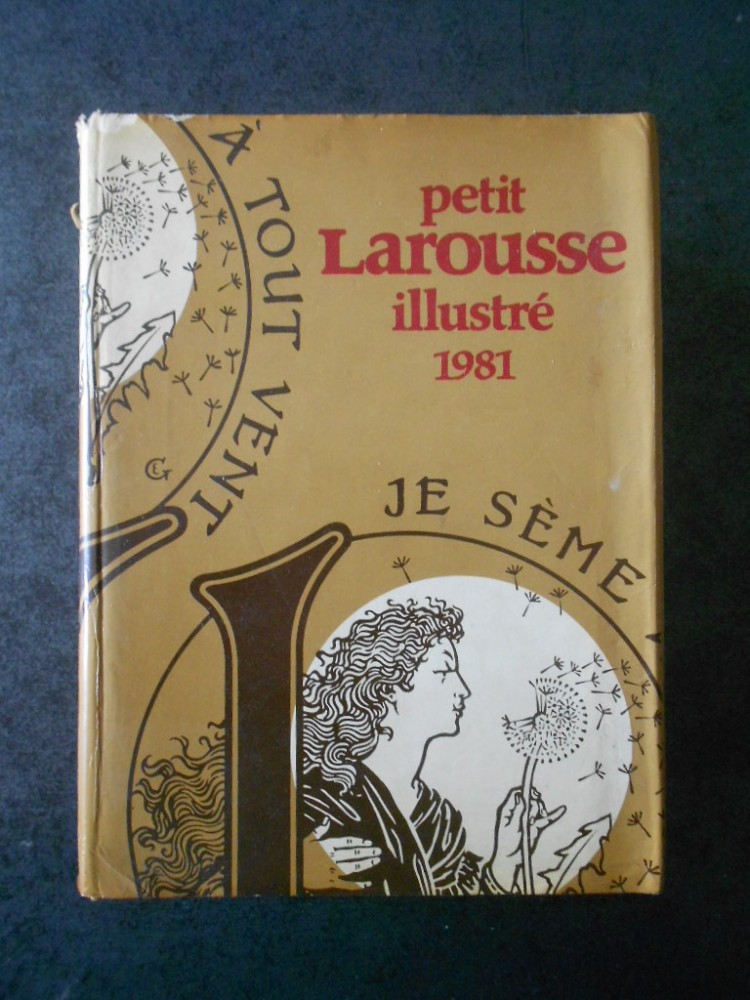 petit
Larousse
illustré
1981
À TOUT VENT
JE SÈME